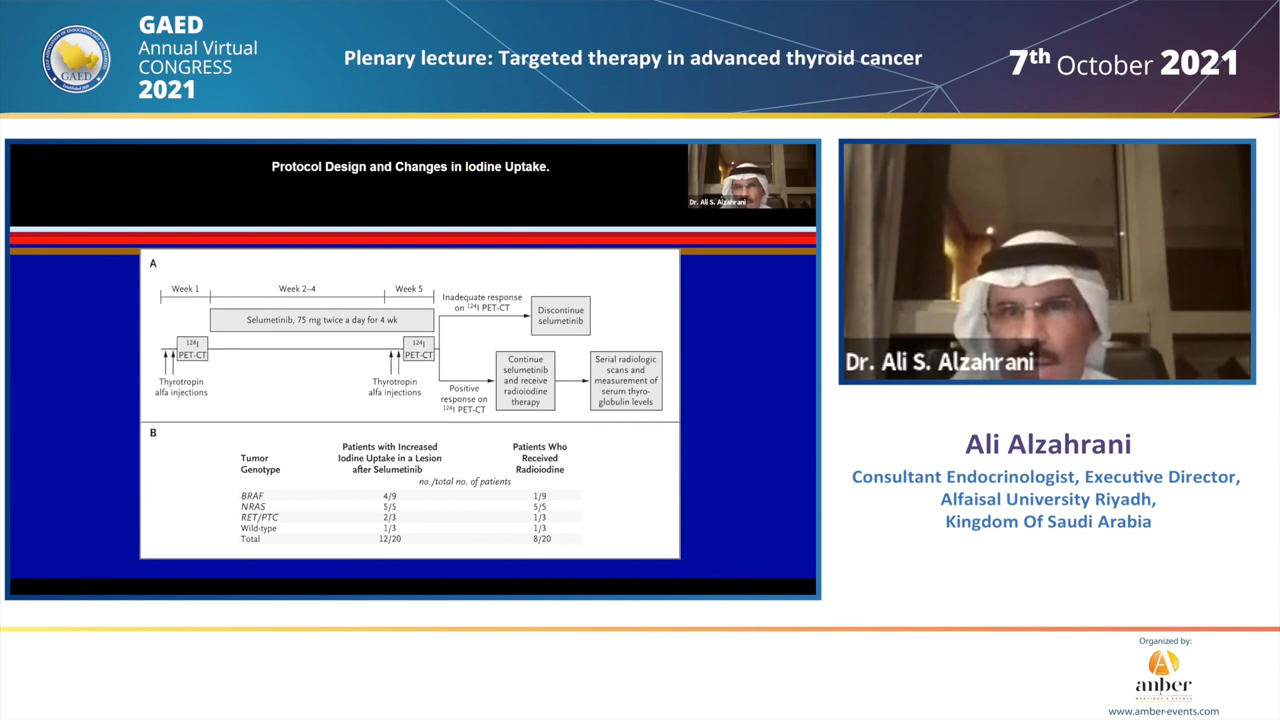 GAED
Annual Virtual
CONGRESS
2021
GAED
Plenary lecture: Targeted therapy in advanced thyroid cancer
7th October 2021
Protocol Design and Changes in Iodine Uptake.
Dr. Ali S. Alzahrani
A
Week 1
Week 2–4
Week 5
Selumetinib, 75 mg twice a day for 4 wk
124I
PET-CT
124I
PET-CT
Thyrotropin
alfa injections
Thyrotropin
alfa injections
Inadequate response
on 124I PET-CT
Discontinue
selumetinib
Positive
response on
124I PET-CT
Continue
selumetinib
and receive
radioiodine
therapy
Serial radiologic
scans and
measurement of
serum thyro-
globulin levels
B
Tumor
Genotype
Patients with Increased
Iodine Uptake in a Lesion
after Selumetinib
Patients Who
Received
Radioiodine
no./total no. of patients
BRAF 4/9 1/9
NRAS 5/5 5/5
RET/PTC 2/3 1/3
Wild-type 1/3 1/3
Total 12/20 8/20
Dr. Ali S. Alzahrani
Ali Alzahrani
Consultant Endocrinologist, Executive Director,
Alfaisal University Riyadh,
Kingdom Of Saudi Arabia
Organized by:
anber
www.amber-events.com